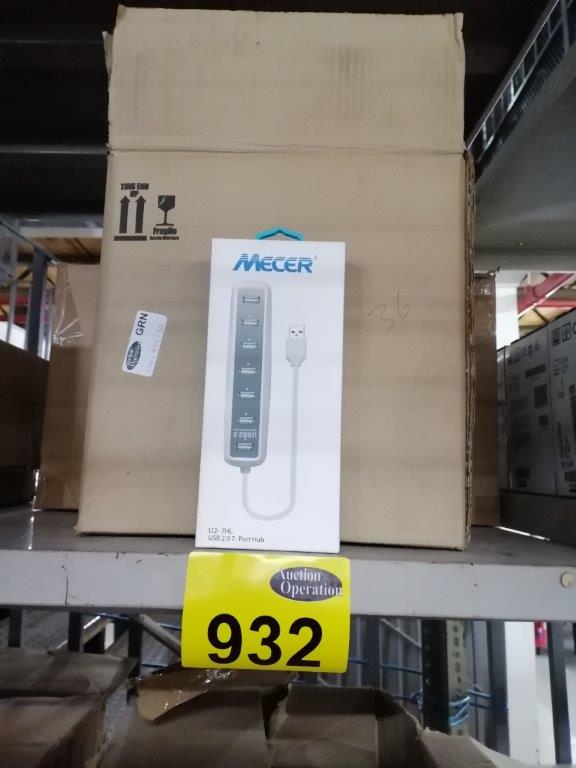 THIS END
UP
Fragile
GRN
36
MECER®
USB2.0
U2-7HL
USB 2.0 7-Port Hub
Auction
Operation
932